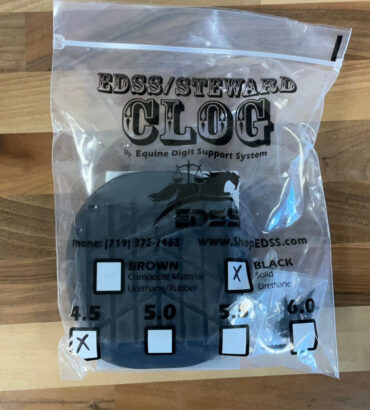 EDSS/STEWARD
CLOG
By Equine Digit Support System
EDSS
Phone: (719) 372-7463
www.ShopEDSS.com
BROWN
Composite Material
Urethane/Rubber
X
BLACK
Solid
Urethane
4.5
5.0
5.5
6.0
X